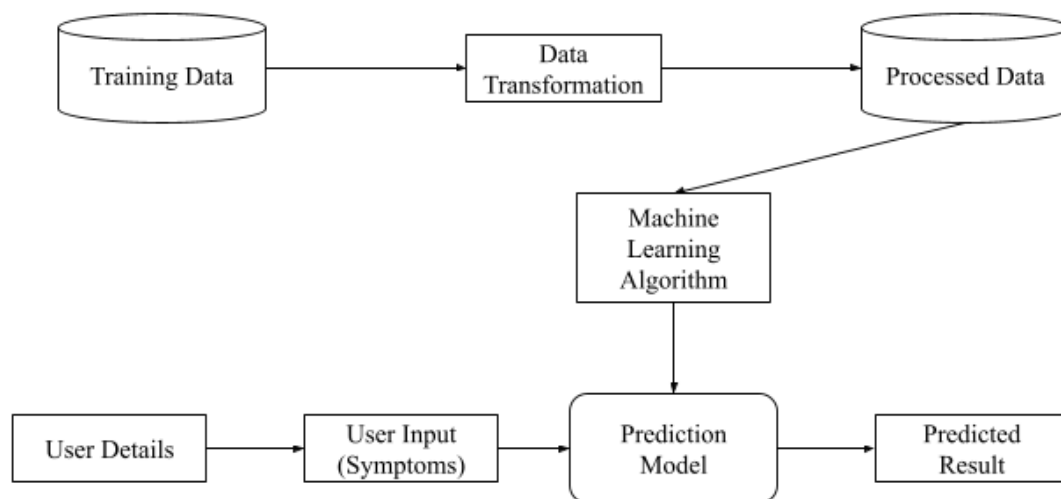 Training Data
Data
Transformation
Processed Data
Machine
Learning
Algorithm
User Details
User Input
(Symptoms)
Prediction
Model
Predicted
Result